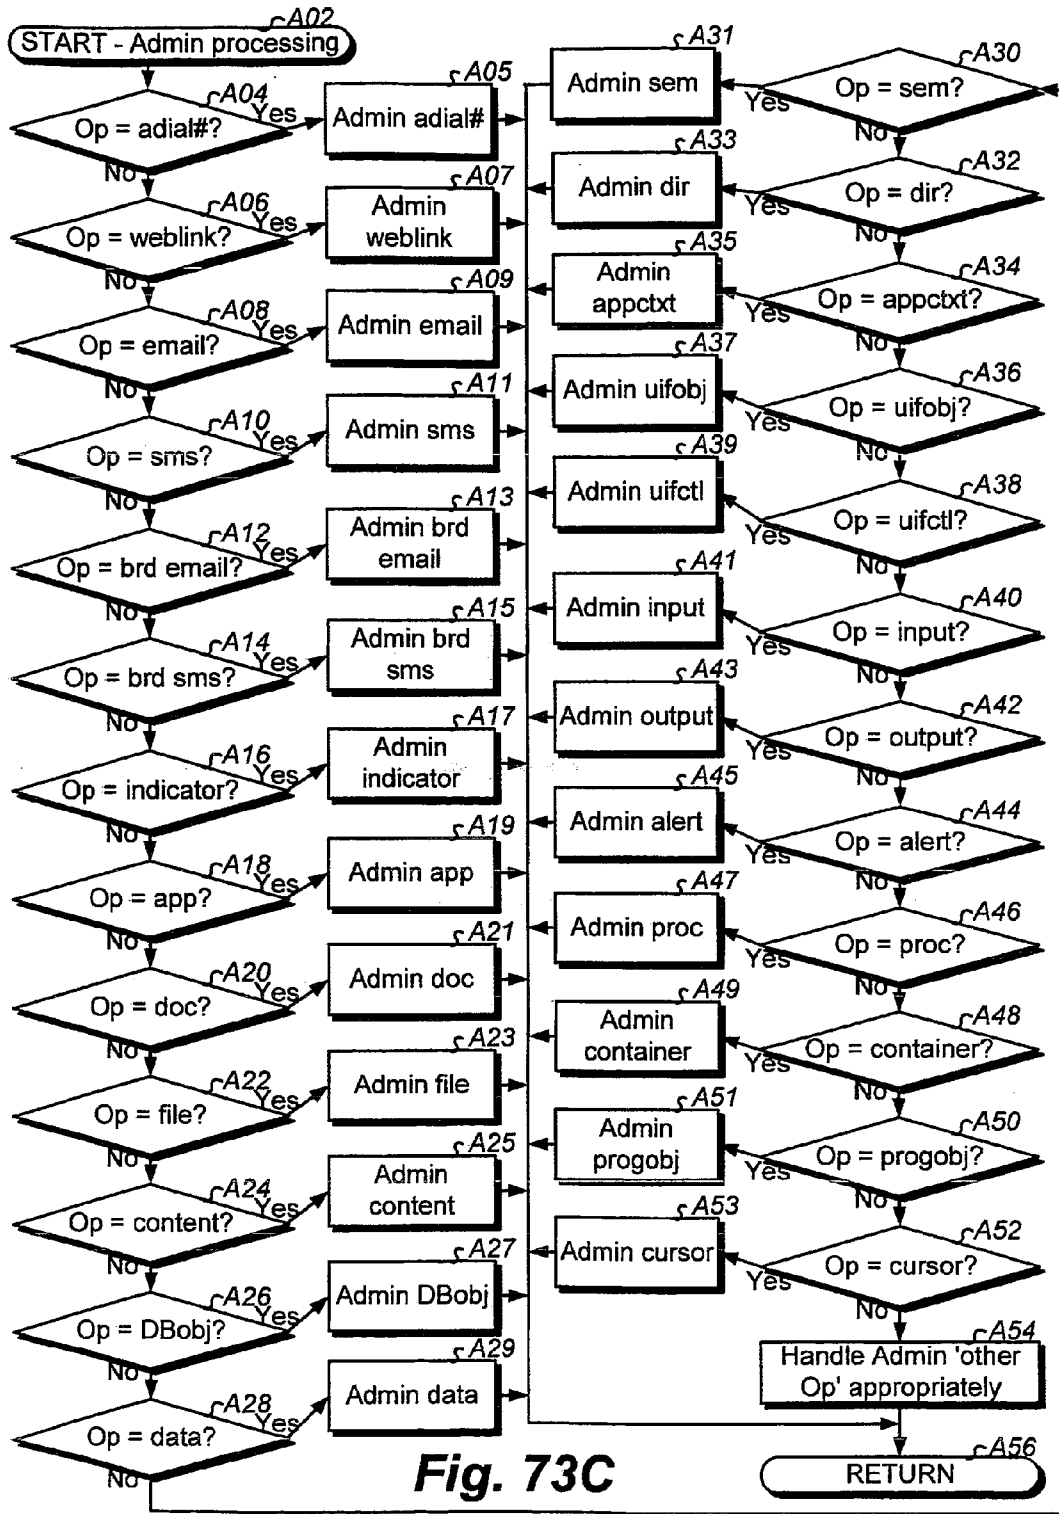 A02
START - Admin processing
A04
Op = adial#?
Yes
No
A05
Admin adial#
A06
Op = weblink?
Yes
No
A07
Admin
weblink
A08
Op = email?
Yes
No
A09
Admin email
A10
Op = sms?
Yes
No
A11
Admin sms
A12
Op = brd email?
Yes
No
A13
Admin brd
email
A14
Op = brd sms?
Yes
No
A15
Admin brd
sms
A16
Op = indicator?
Yes
No
A17
Admin
indicator
A18
Op = app?
Yes
No
A19
Admin app
A20
Op = doc?
Yes
No
A21
Admin doc
A22
Op = file?
Yes
No
A23
Admin file
A24
Op = content?
Yes
No
A25
Admin
content
A26
Op = DBobj?
Yes
No
A27
Admin DBobj
A28
Op = data?
Yes
No
A29
Admin data
A30
Op = sem?
Yes
No
A31
Admin sem
A32
Op = dir?
Yes
No
A33
Admin dir
A34
Op = appctxt?
Yes
No
A35
Admin
appctxt
A36
Op = uifobj?
Yes
No
A37
Admin uifobj
A38
Op = uifctl?
Yes
No
A39
Admin uifctl
A40
Op = input?
Yes
No
A41
Admin input
A42
Op = output?
Yes
No
A43
Admin output
A44
Op = alert?
Yes
No
A45
Admin alert
A46
Op = proc?
Yes
No
A47
Admin proc
A48
Op = container?
Yes
No
A49
Admin
container
A50
Op = progobj?
Yes
No
A51
Admin
progobj
A52
Op = cursor?
Yes
No
A53
Admin cursor
A54
Handle Admin 'other
Op' appropriately
A56
RETURN
Fig. 73C